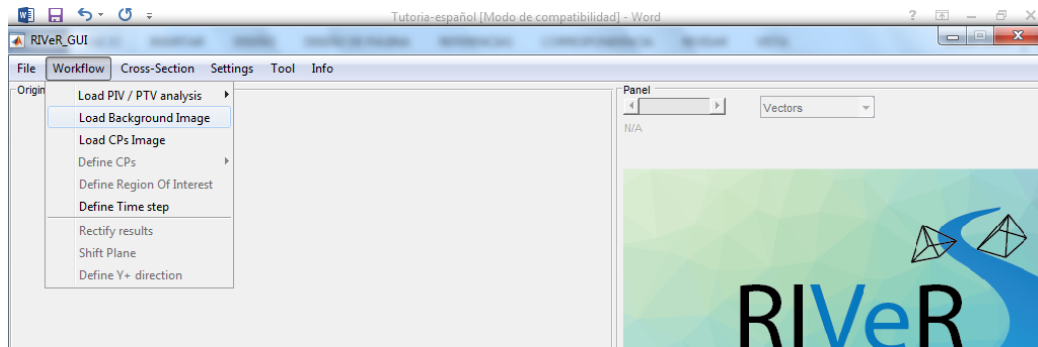 Tutoria-español [Modo de compatibilidad] - Word
RIVeR_GUI
File Workflow Cross-Section Settings Tool Info
Origin
Load PIV / PTV analysis
Load Background Image
Load CPs Image
Define CPs
Define Region Of Interest
Define Time step
Rectify results
Shift Plane
Define Y+ direction
Panel
Vectors
N/A
RIVeR